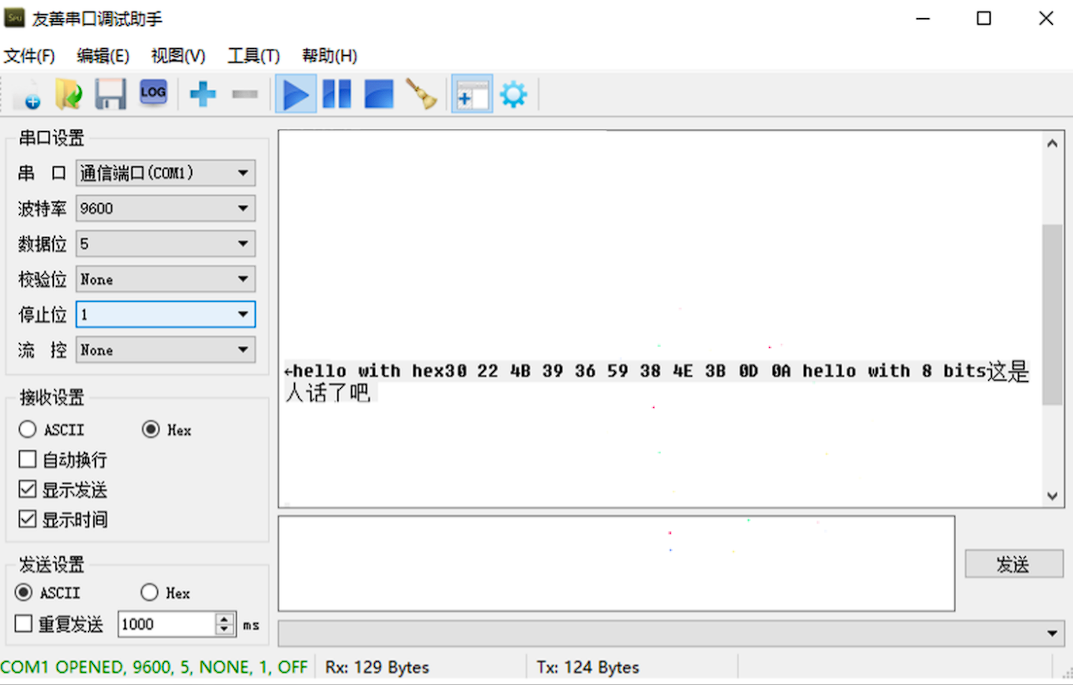 友善串口调试助手
文件(F) 编辑(E) 视图(V) 工具(T) 帮助(H)
LOG
串口设置
串 口 通信端口(COM1)
波特率 9600
数据位 5
校验位 None
停止位 1
流 控 None
接收设置
ASCII Hex
自动换行
显示发送
显示时间
发送设置
ASCII Hex
重复发送 1000 ms
←hello with hex30 22 4B 39 36 59 38 4E 3B 0D 0A hello with 8 bits这是
人话了吧
发送
COM1 OPENED, 9600, 5, NONE, 1, OFF Rx: 129 Bytes Tx: 124 Bytes